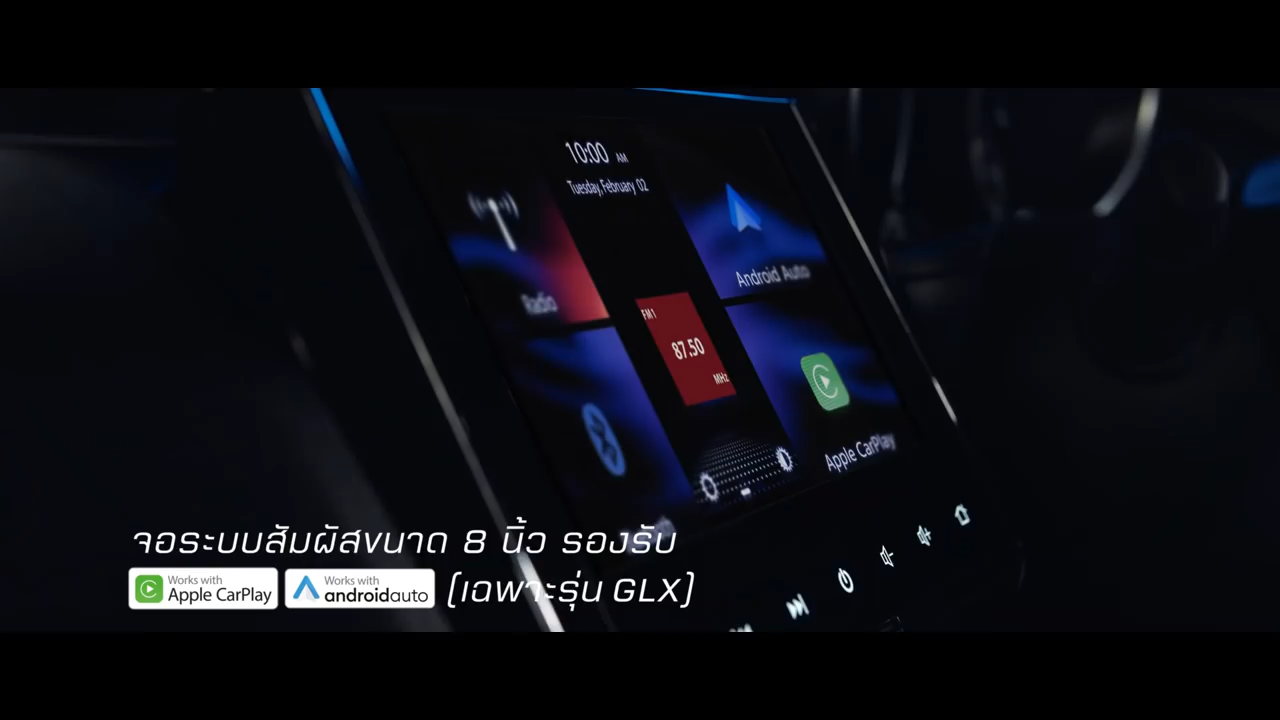 10:00 AM
Tuesday, February 02
Radio
Android Auto
FM1
87.50
MHz
Apple CarPlay
จอระบบสัมผัสขนาด 8 นิ้ว รองรับ
Works with Apple CarPlay Works with androidauto (เฉพาะรุ่น GLX)